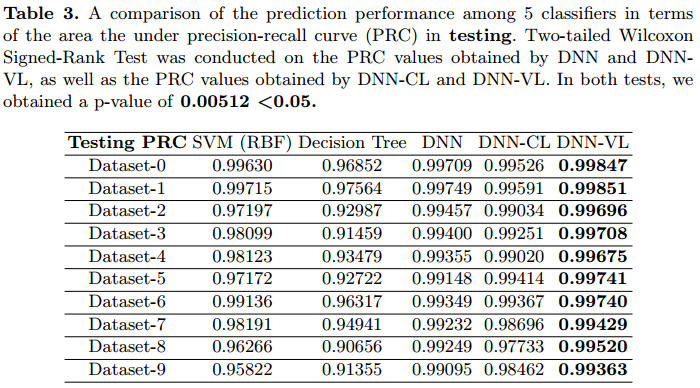 Table 3. A comparison of the prediction performance among 5 classifiers in terms
of the area the under precision-recall curve (PRC) in testing. Two-tailed Wilcoxon
Signed-Rank Test was conducted on the PRC values obtained by DNN and DNN-
VL, as well as the PRC values obtained by DNN-CL and DNN-VL. In both tests, we
obtained a p-value of 0.00512 <0.05.
Testing PRC SVM (RBF) Decision Tree DNN DNN-CL DNN-VL
Dataset-0 0.99630 0.96852 0.99709 0.99526 0.99847
Dataset-1 0.99715 0.97564 0.99749 0.99591 0.99851
Dataset-2 0.97197 0.92987 0.99457 0.99034 0.99696
Dataset-3 0.98099 0.91459 0.99400 0.99251 0.99708
Dataset-4 0.98123 0.93479 0.99355 0.99020 0.99675
Dataset-5 0.97172 0.92722 0.99148 0.99414 0.99741
Dataset-6 0.99136 0.96317 0.99349 0.99367 0.99740
Dataset-7 0.98191 0.94941 0.99232 0.98696 0.99429
Dataset-8 0.96266 0.90656 0.99249 0.97733 0.99520
Dataset-9 0.95822 0.91355 0.99095 0.98462 0.99363